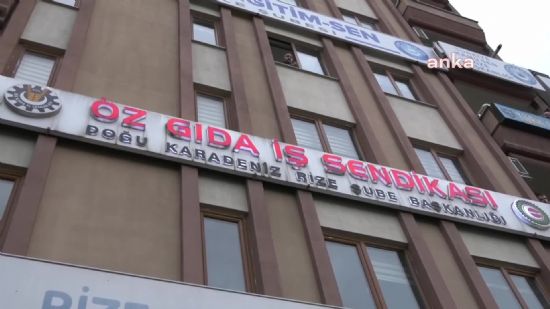 EĞİTİM-SEN
anka
ÖZ GIDA İŞ SENDİKASI
DOĞU KARADENİZ RİZE ŞUBE BAŞKANLIĞI
RİZE